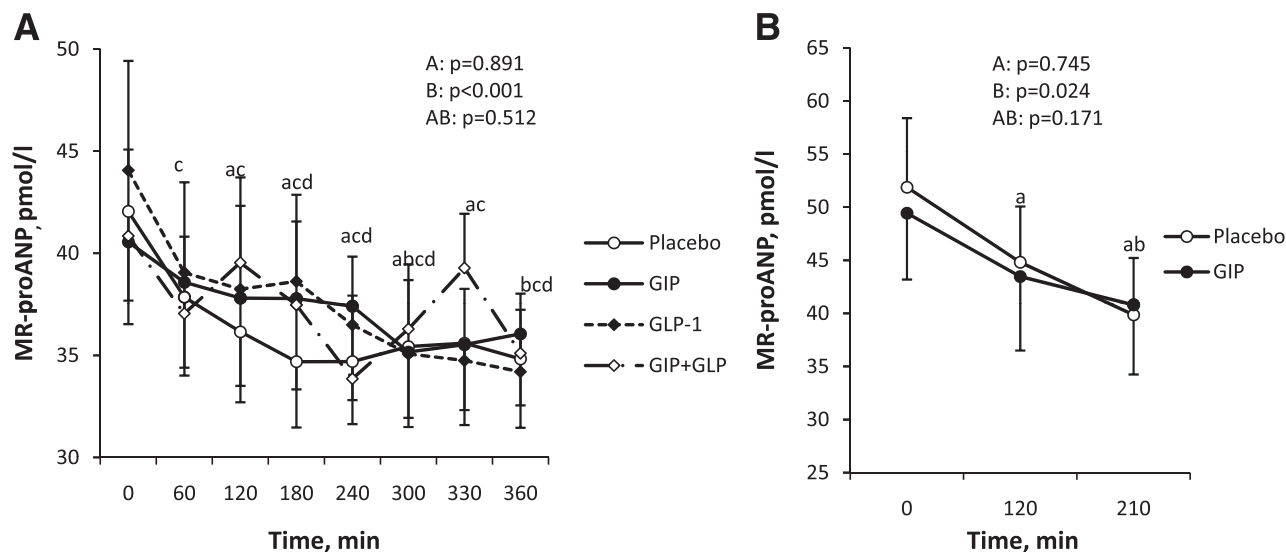 A
MR-proANP, pmol/l
50
45
40
35
30
A: p=0.891
B: p<0.001
AB: p=0.512
c
ac
acd
acd
abcd
ac
bcd
0 60 120 180 240 300 330 360
Time, min
Placebo
GIP
GLP-1
GIP+GLP
B
MR-proANP, pmol/l
65
60
55
50
45
40
35
30
25
A: p=0.745
B: p=0.024
AB: p=0.171
a
ab
0 120 210
Time, min
Placebo
GIP